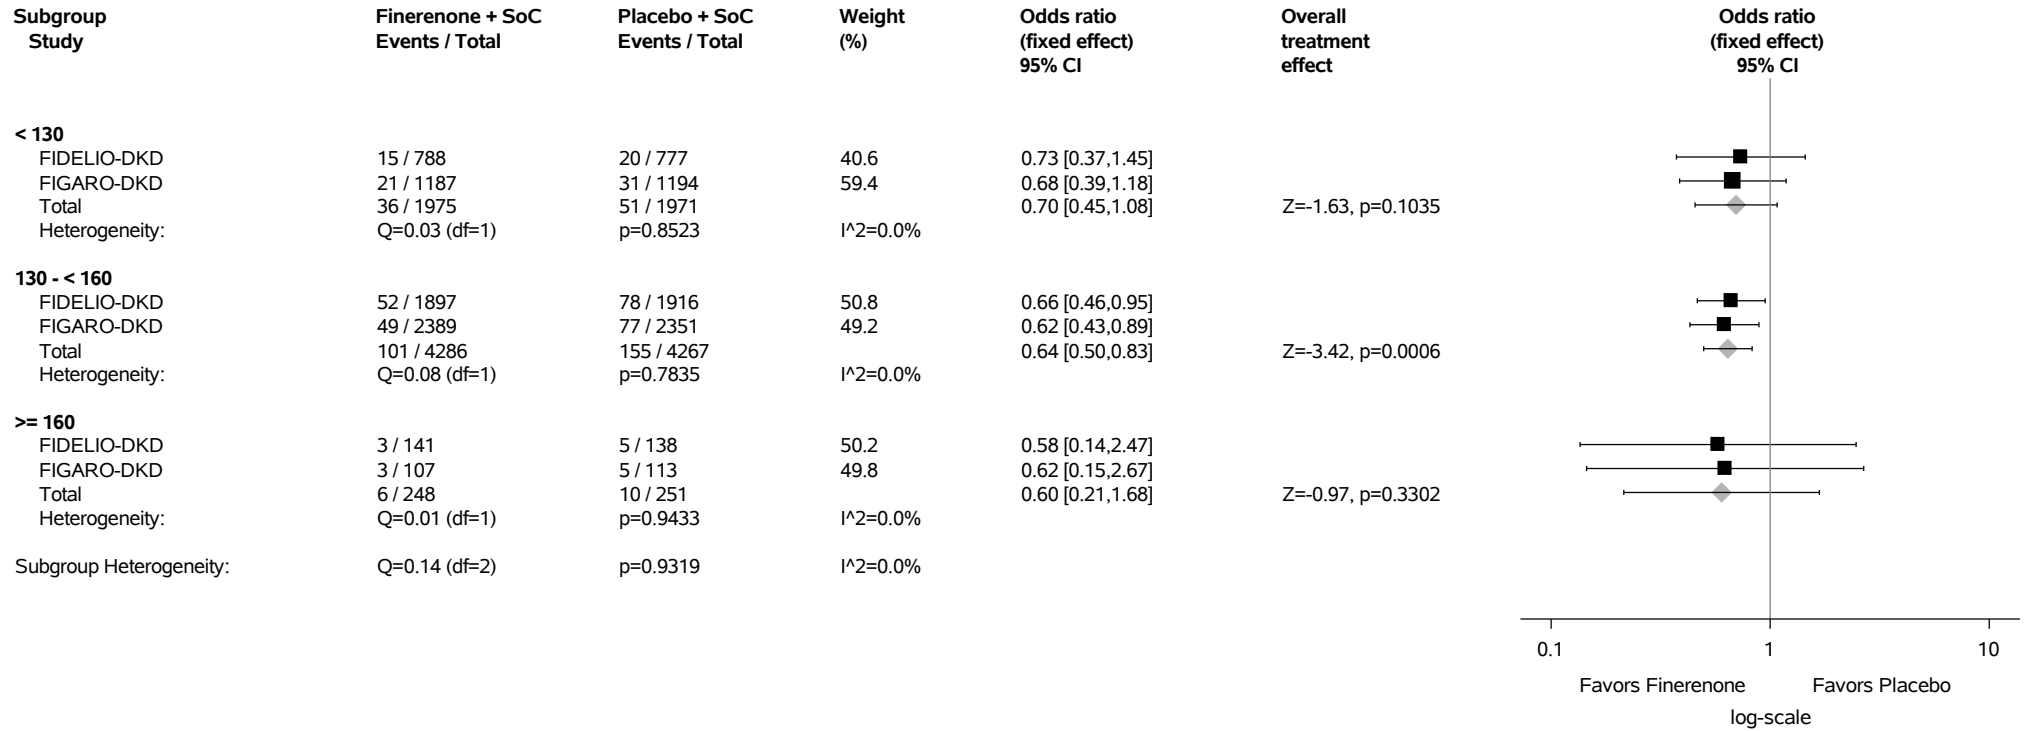 Subgroup Finerenone + SoC Placebo + SoC Weight Odds ratio Overall Odds ratio
Study Events / Total Events / Total (%) (fixed effect) treatment (fixed effect)
95% CI effect 95% CI
< 130
FIDELIO-DKD 15 / 788 20 / 777 40.6 0.73 [0.37,1.45]
FIGARO-DKD 21 / 1187 31 / 1194 59.4 0.68 [0.39,1.18]
Total 36 / 1975 51 / 1971 0.70 [0.45,1.08] Z=-1.63, p=0.1035
Heterogeneity: Q=0.03 (df=1) p=0.8523 I^2=0.0%
130 - < 160
FIDELIO-DKD 52 / 1897 78 / 1916 50.8 0.66 [0.46,0.95]
FIGARO-DKD 49 / 2389 77 / 2351 49.2 0.62 [0.43,0.89]
Total 101 / 4286 155 / 4267 0.64 [0.50,0.83] Z=-3.42, p=0.0006
Heterogeneity: Q=0.08 (df=1) p=0.7835 I^2=0.0%
>= 160
FIDELIO-DKD 3 / 141 5 / 138 50.2 0.58 [0.14,2.47]
FIGARO-DKD 3 / 107 5 / 113 49.8 0.62 [0.15,2.67]
Total 6 / 248 10 / 251 0.60 [0.21,1.68] Z=-0.97, p=0.3302
Heterogeneity: Q=0.01 (df=1) p=0.9433 I^2=0.0%
Subgroup Heterogeneity: Q=0.14 (df=2) p=0.9319 I^2=0.0%
0.1 1 10
Favors Finerenone Favors Placebo
log-scale